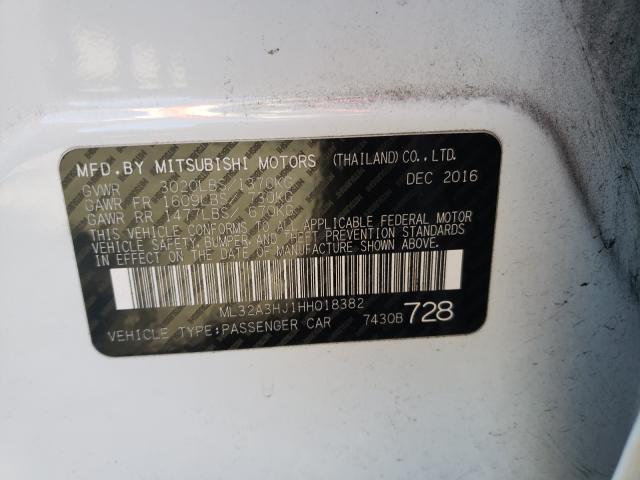 MFD.BY MITSUBISHI MOTORS (THAILAND)CO.,LTD.
GVWR 3020LBS/1370KG DEC 2016
GAWR FR 1609LBS 730KG
GAWR RR 1477LBS/ 670KG
THIS VEHICLE CONFORMS TO ALL APPLICABLE FEDERAL MOTOR
VEHICLE SAFETY, BUMPER, AND THEFT PREVENTION STANDARDS
IN EFFECT ON THE DATE OF MANUFACTURE SHOWN ABOVE.
ML32A3HJ1HH018382
VEHICLE TYPE:PASSENGER CAR 7430B 728